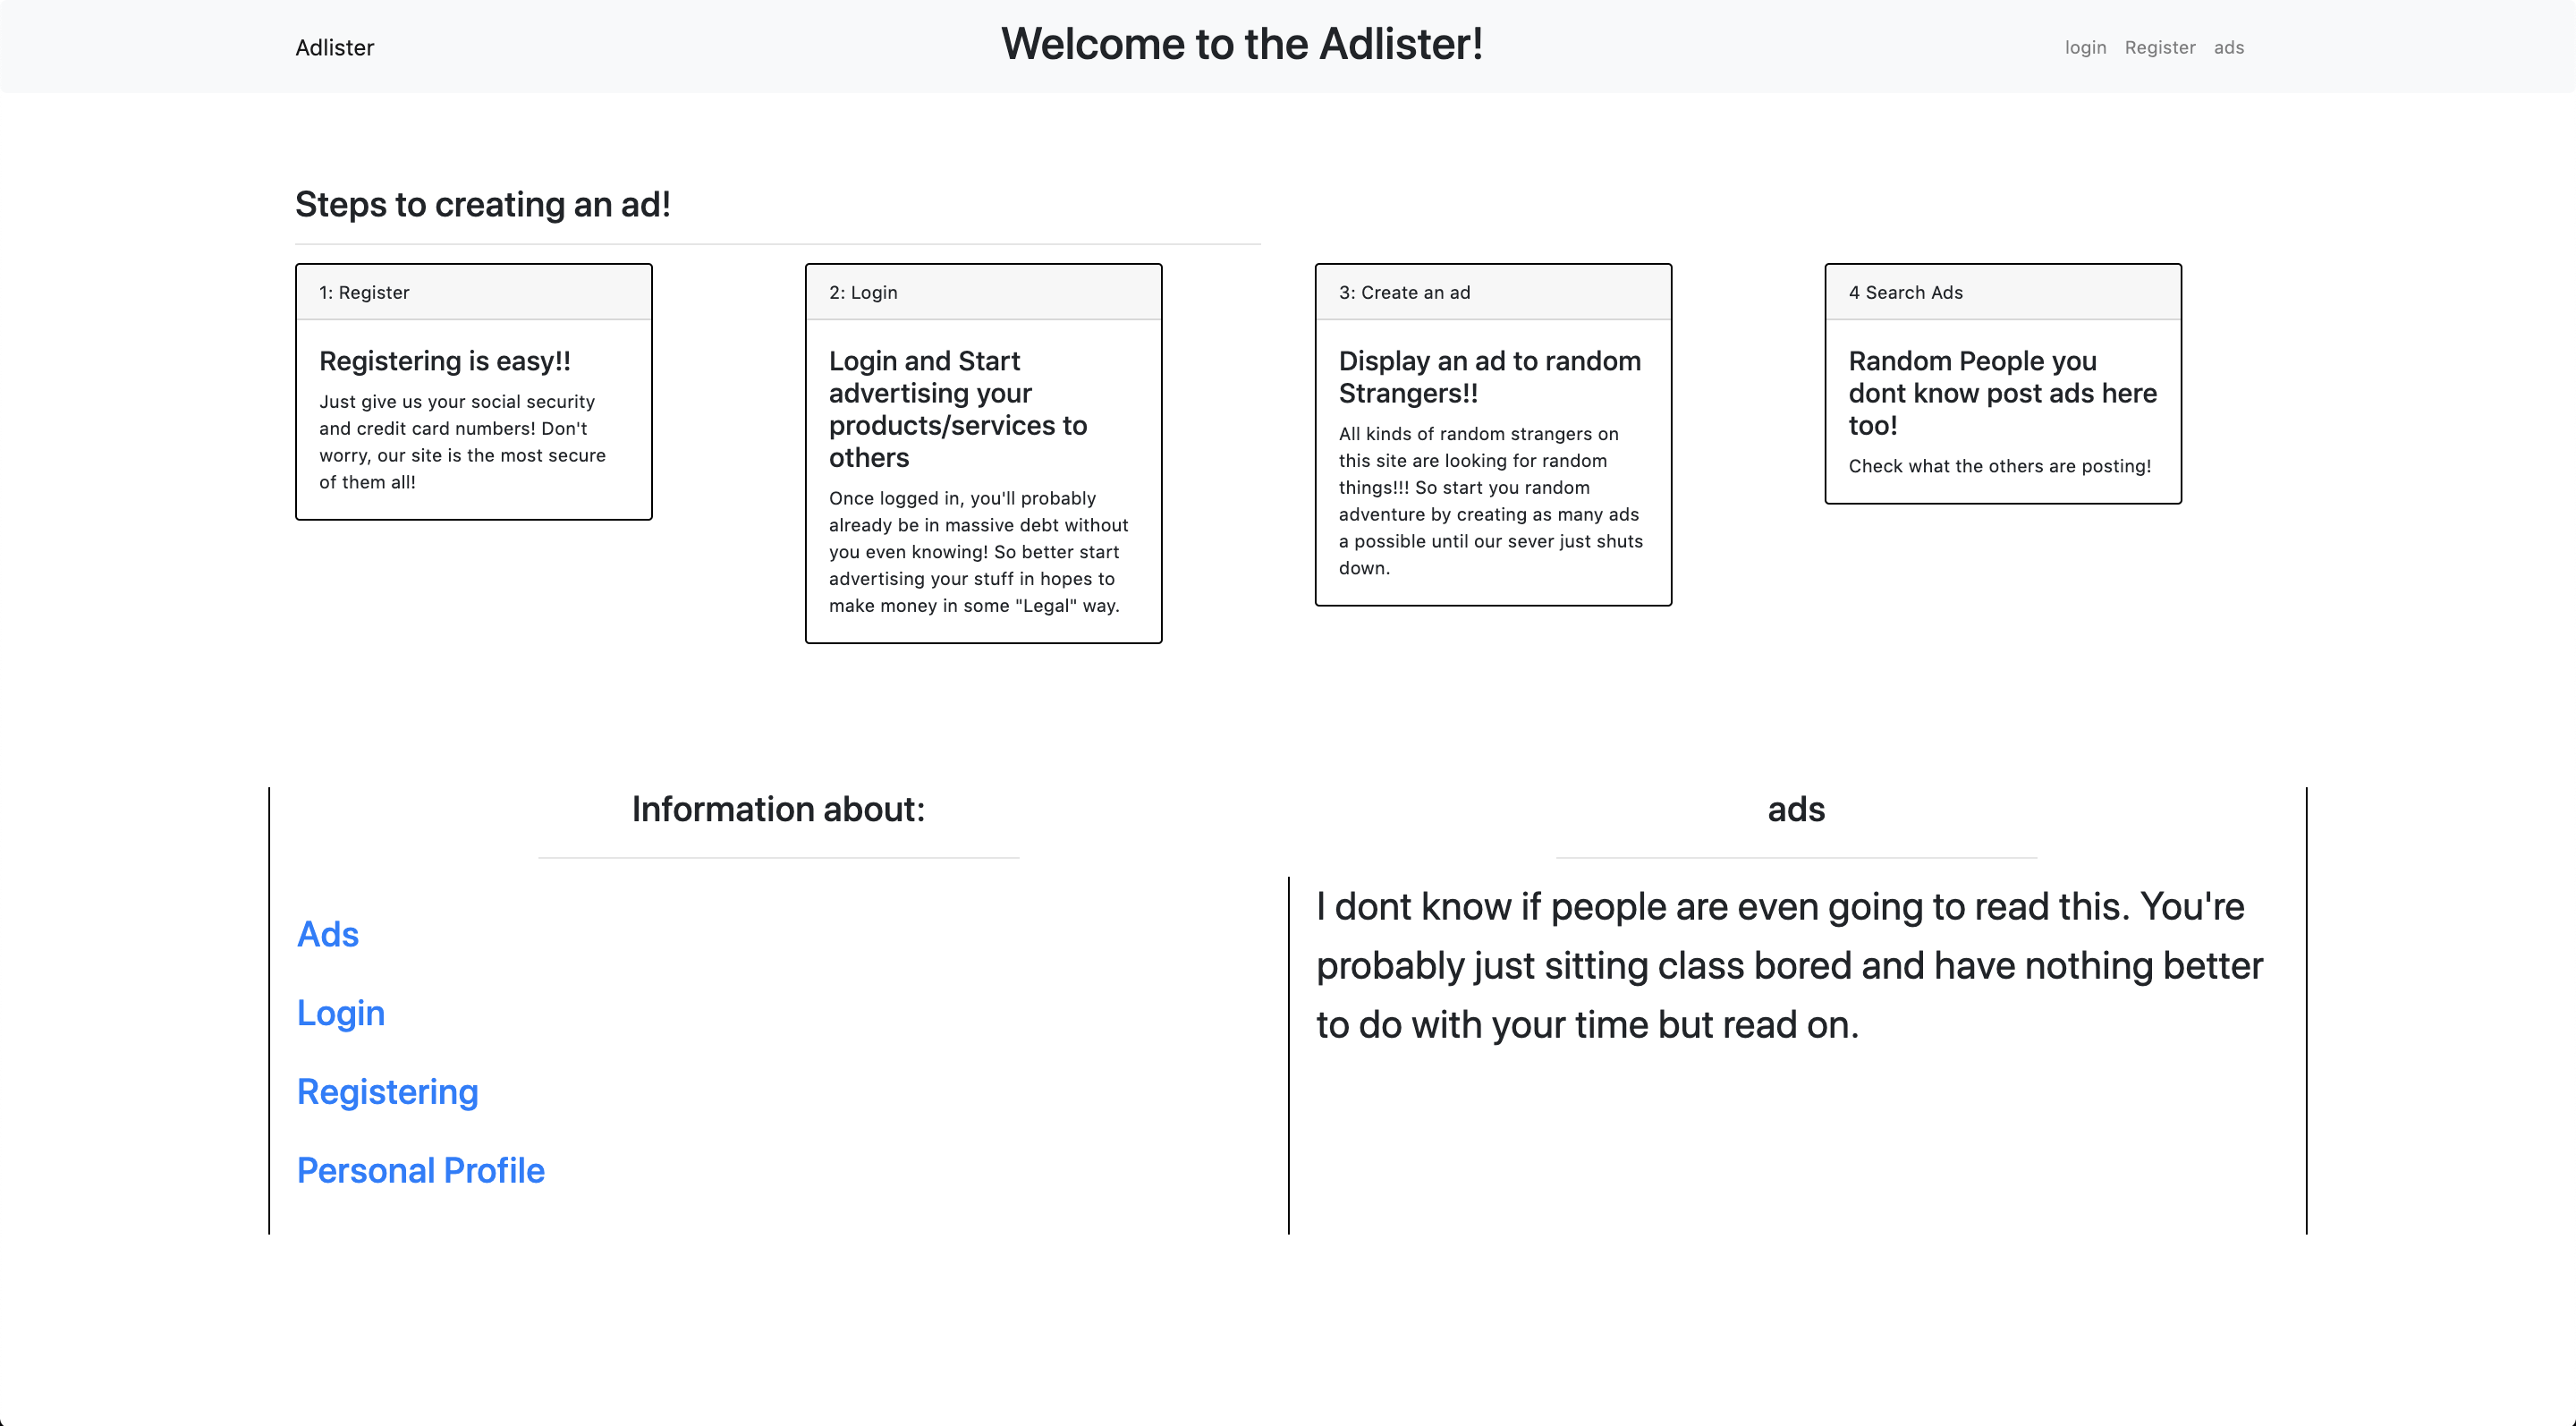 Adlister
Welcome to the Adlister!
login Register ads
Steps to creating an ad!
1: Register
Registering is easy!!
Just give us your social security
and credit card numbers! Don't
worry, our site is the most secure
of them all!
2: Login
Login and Start
advertising your
products/services to
others
Once logged in, you'll probably
already be in massive debt without
you even knowing! So better start
advertising your stuff in hopes to
make money in some "Legal" way.
3: Create an ad
Display an ad to random
Strangers!!
All kinds of random strangers on
this site are looking for random
things!!! So start you random
adventure by creating as many ads
a possible until our sever just shuts
down.
4 Search Ads
Random People you
dont know post ads here
too!
Check what the others are posting!
Information about:
Ads
Login
Registering
Personal Profile
ads
I dont know if people are even going to read this. You're
probably just sitting class bored and have nothing better
to do with your time but read on.